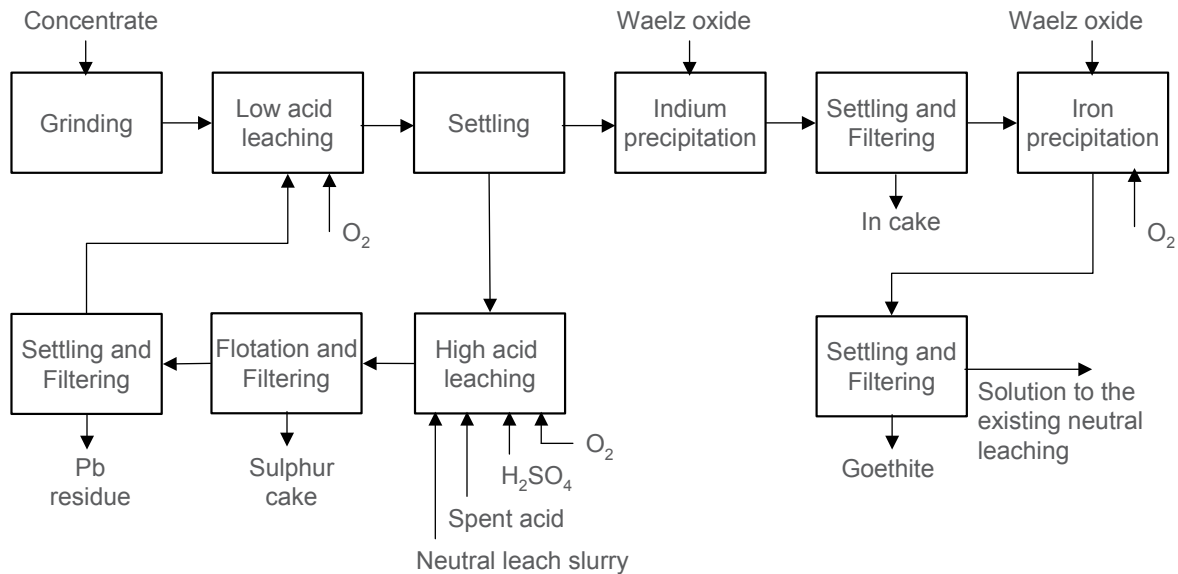 Concentrate
Waelz oxide
Waelz oxide
Grinding
Low acid
leaching
Settling
Indium
precipitation
Settling and
Filtering
Iron
precipitation
O₂
In cake
O₂
Settling and
Filtering
Flotation and
Filtering
High acid
leaching
Settling and
Filtering
Solution to the
existing neutral
leaching
Pb
residue
Sulphur
cake
O₂
H₂SO₄
Spent acid
Neutral leach slurry
Goethite